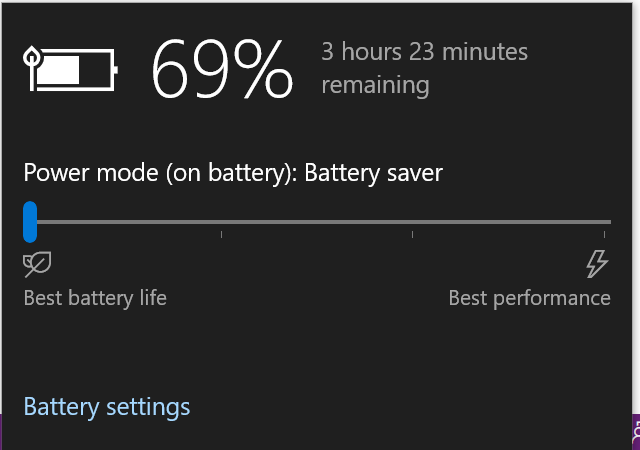 69%
3 hours 23 minutes
remaining
Power mode (on battery): Battery saver
Best battery life
Best performance
Battery settings